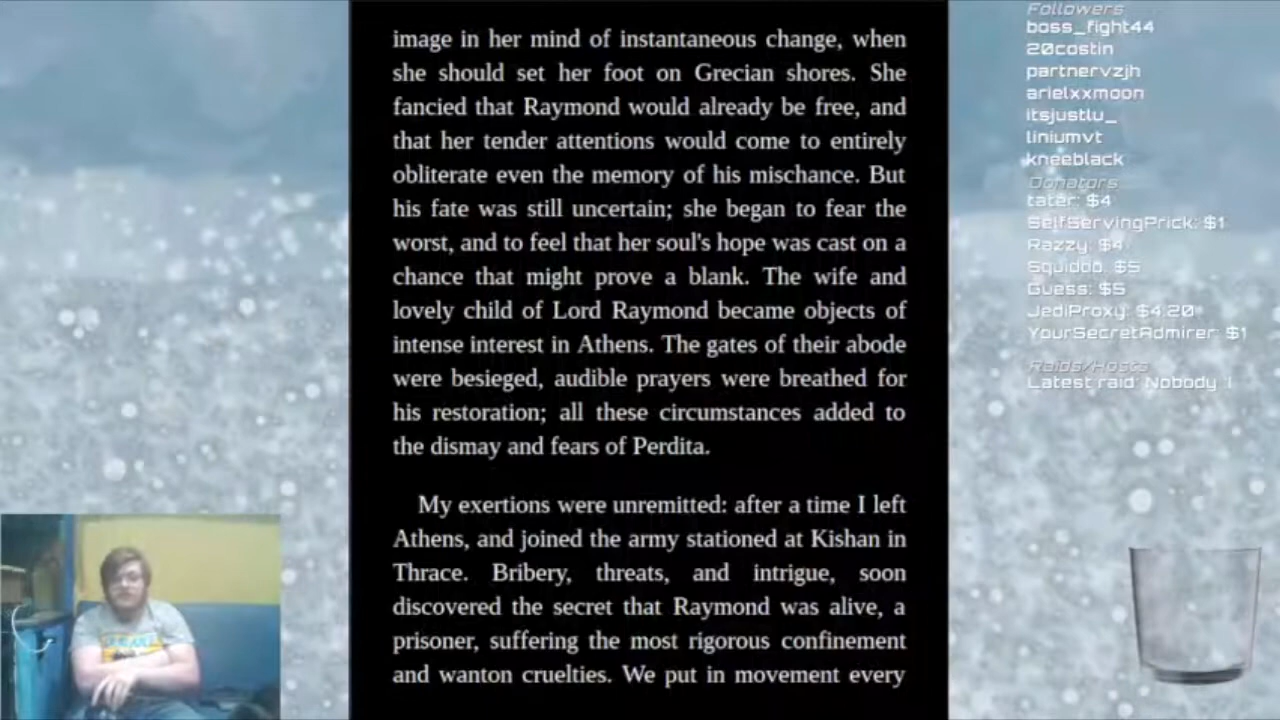 image in her mind of instantaneous change, when
she should set her foot on Grecian shores. She
fancied that Raymond would already be free, and
that her tender attentions would come to entirely
obliterate even the memory of his mischance. But
his fate was still uncertain; she began to fear the
worst, and to feel that her soul's hope was cast on a
chance that might prove a blank. The wife and
lovely child of Lord Raymond became objects of
intense interest in Athens. The gates of their abode
were besieged, audible prayers were breathed for
his restoration; all these circumstances added to
the dismay and fears of Perdita.
My exertions were unremitted: after a time I left
Athens, and joined the army stationed at Kishan in
Thrace. Bribery, threats, and intrigue, soon
discovered the secret that Raymond was alive, a
prisoner, suffering the most rigorous confinement
and wanton cruelties. We put in movement every
Followers
boss_fight44
20costin
partnervzjh
arielxxmoon
itsjustlu_
liniumvt
kneeblack
Donators
tater: $4
SelfServingPrick: $1
Razzy: $4
Squidoo: $5
Guess: $5
JediProxy: $4.20
YourSecretAdmirer: $1
Raids/Hosts
Latest raid: Nobody :(